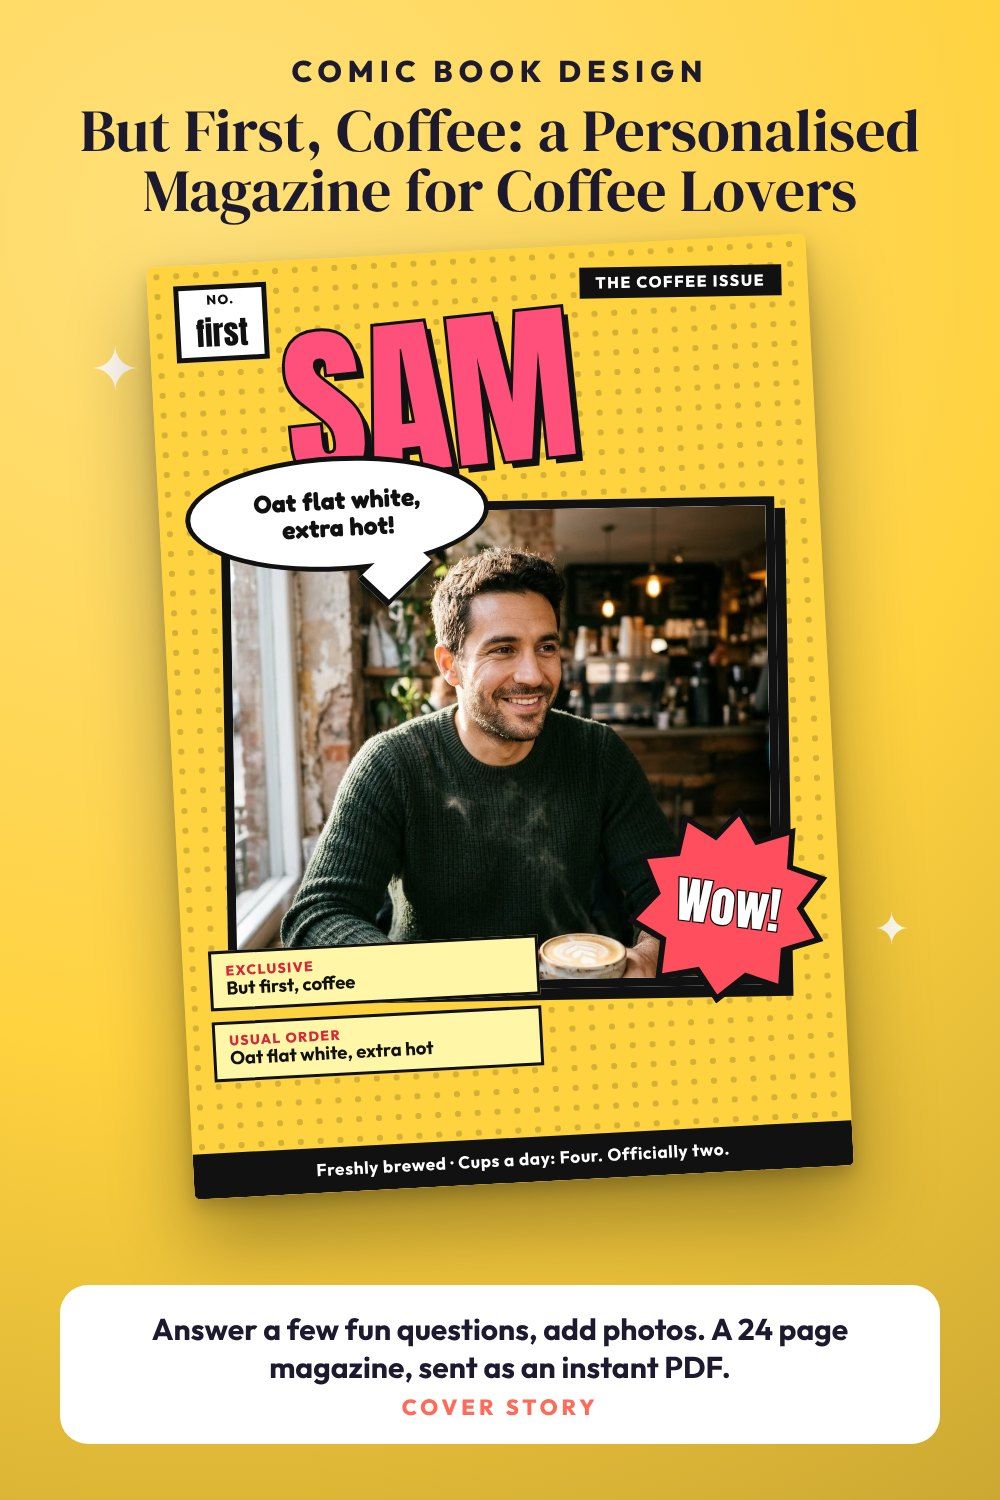 COMIC BOOK DESIGN
But First, Coffee: a Personalised
Magazine for Coffee Lovers
THE COFFEE ISSUE
NO.
first
SAM
Oat flat white,
extra hot!
Wow!
EXCLUSIVE
But first, coffee
USUAL ORDER
Oat flat white, extra hot
Freshly brewed · Cups a day: Four. Officially two.
Answer a few fun questions, add photos. A 24 page
magazine, sent as an instant PDF.
COVER STORY